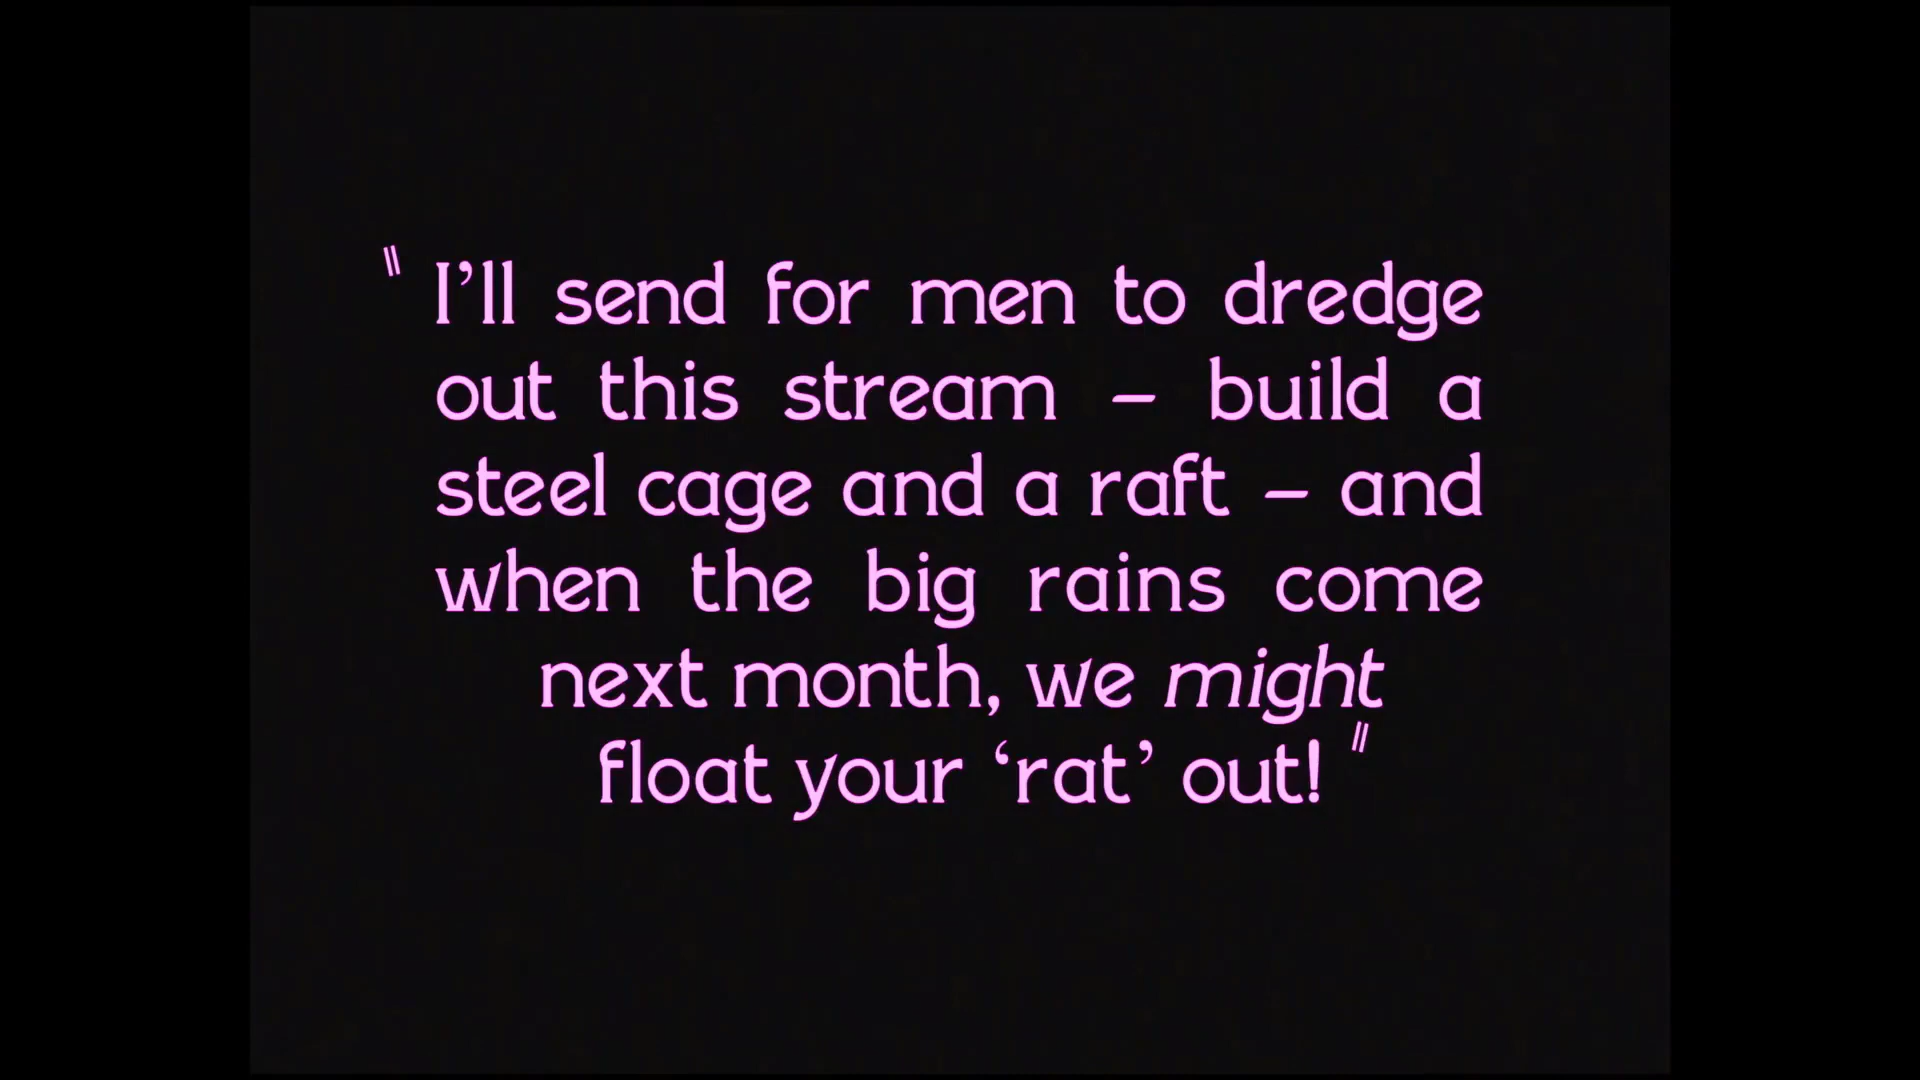 "I’ll send for men to dredge
out this stream – build a
steel cage and a raft – and
when the big rains come
next month, we might
float your ‘rat’ out!"